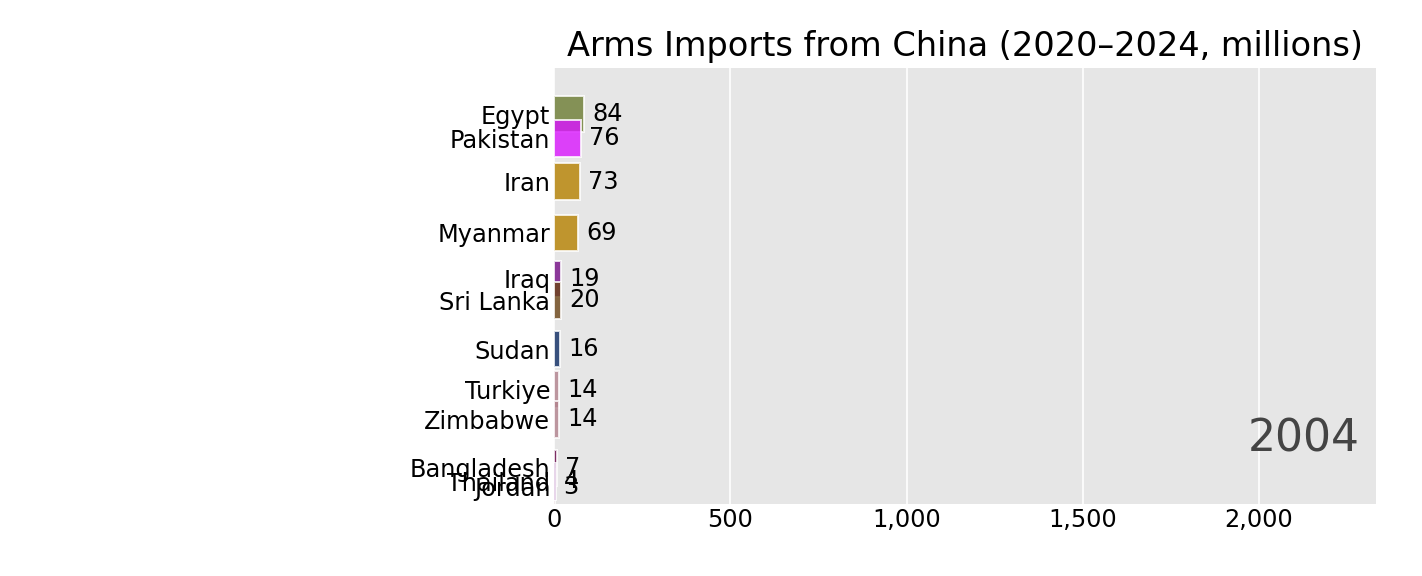 Arms Imports from China (2020–2024, millions)
Egypt 84
Pakistan 76
Iran 73
Myanmar 69
Iraq 19
Sri Lanka 20
Sudan 16
Turkiye 14
Zimbabwe 14
2004
Bangladesh 7
Thailand 4
Jordan 3
0 500 1,000 1,500 2,000